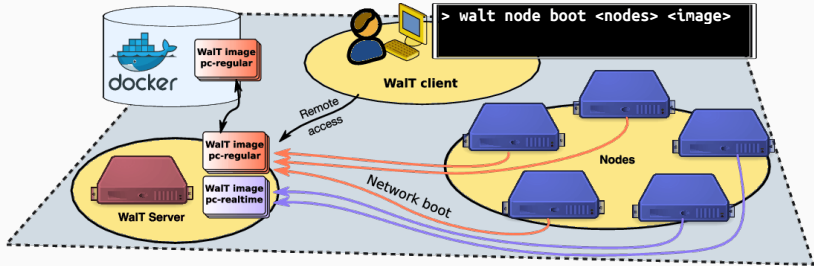 > walt node boot <nodes> <image>
WalT image
pc-regular
docker
WalT client
Remote
access
WalT image
pc-regular
Nodes
WalT image
pc-realtime
Network boot
WalT Server